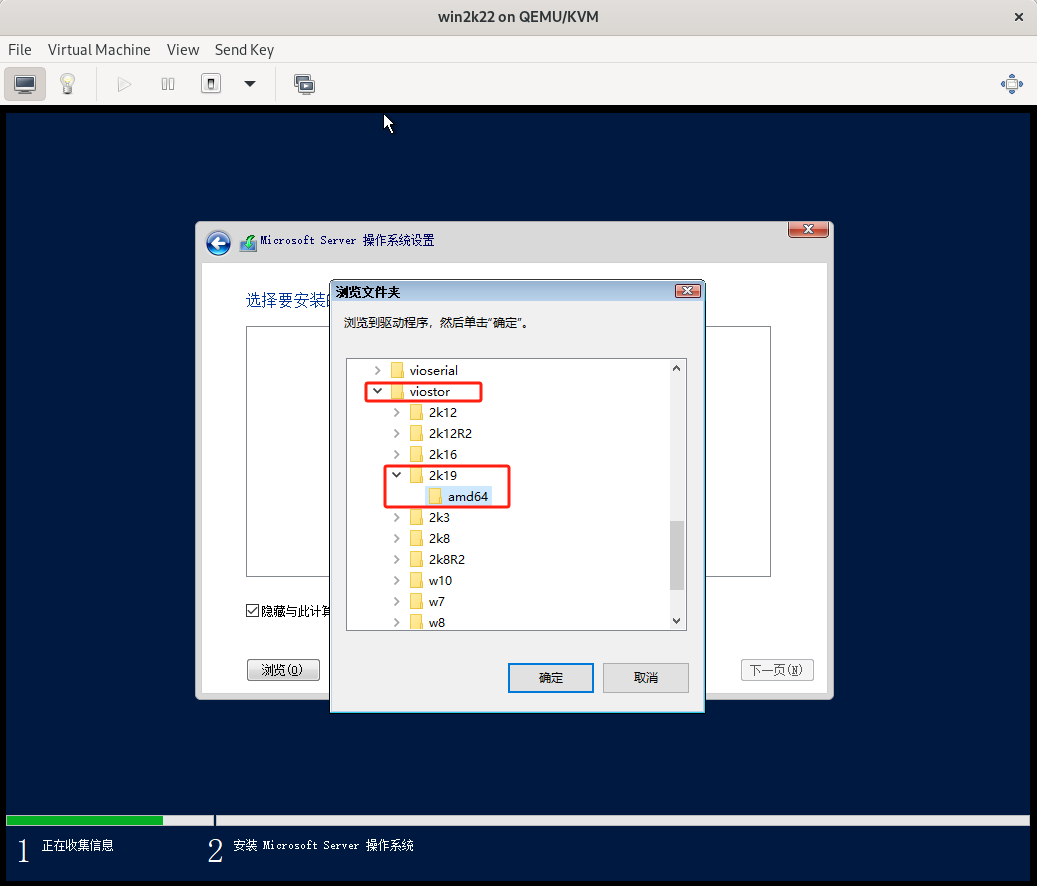 win2k22 on QEMU/KVM
File Virtual Machine View Send Key
Microsoft Server 操作系统设置
选择要安装的
浏览文件夹
浏览到驱动程序，然后单击“确定”。
vioserial
viostor
2k12
2k12R2
2k16
2k19
amd64
2k3
2k8
2k8R2
w10
w7
w8
隐藏与此计算
浏览(O)
确定
取消
下一页(N)
1 正在收集信息
2 安装 Microsoft Server 操作系统